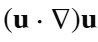 (𝐮 · ∇)𝐮